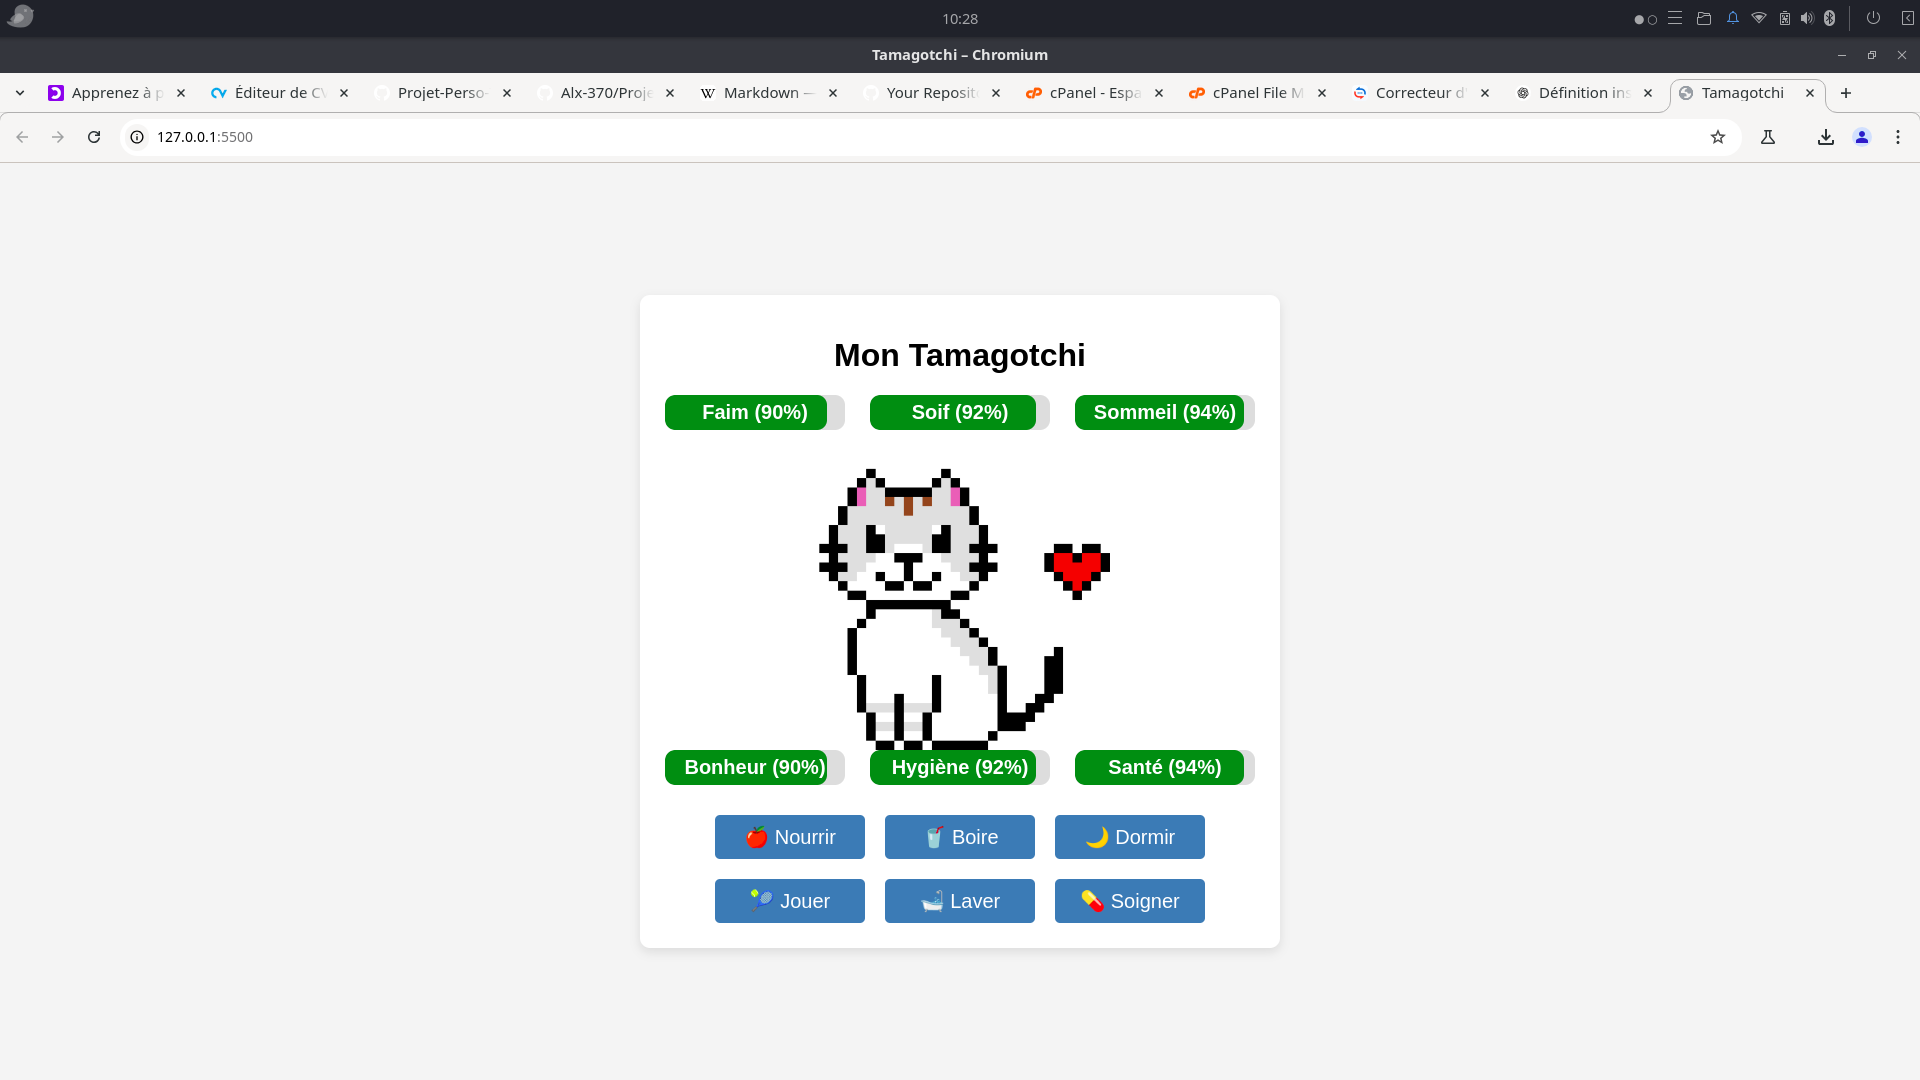 10:28
Tamagotchi – Chromium
Apprenez à p
Éditeur de CV
Projet-Perso-
Alx-370/Proje
Markdown —
Your Reposit
cPanel - Espa
cPanel File M
Correcteur d'
Définition ins
Tamagotchi
127.0.0.1:5500
Mon Tamagotchi
Faim (90%)
Soif (92%)
Sommeil (94%)
Bonheur (90%)
Hygiène (92%)
Santé (94%)
Nourrir
Boire
Dormir
Jouer
Laver
Soigner